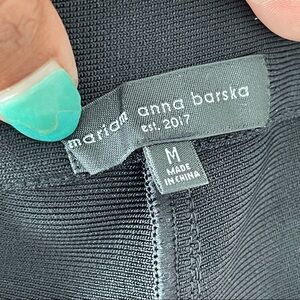 mariam anna barska
est. 2017
M
MADE
IN CHINA